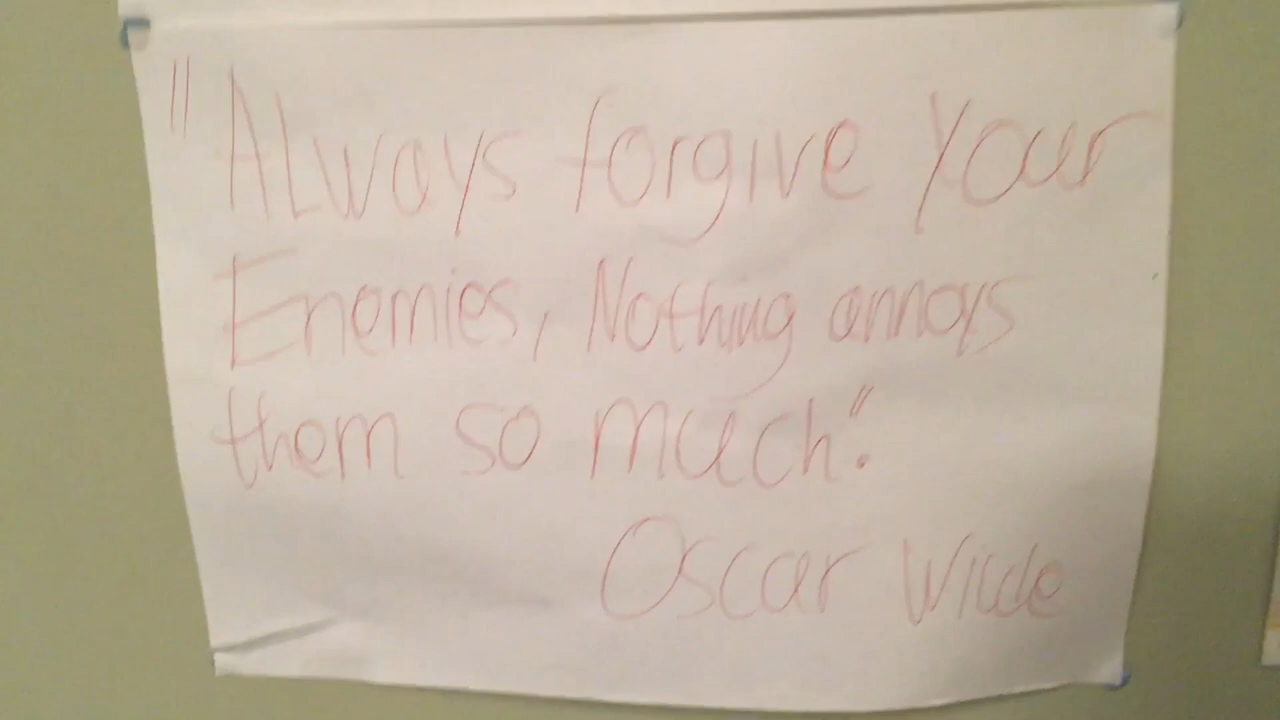 "Always forgive your
Enemies, Nothing annoys
them so much".
Oscar Wilde